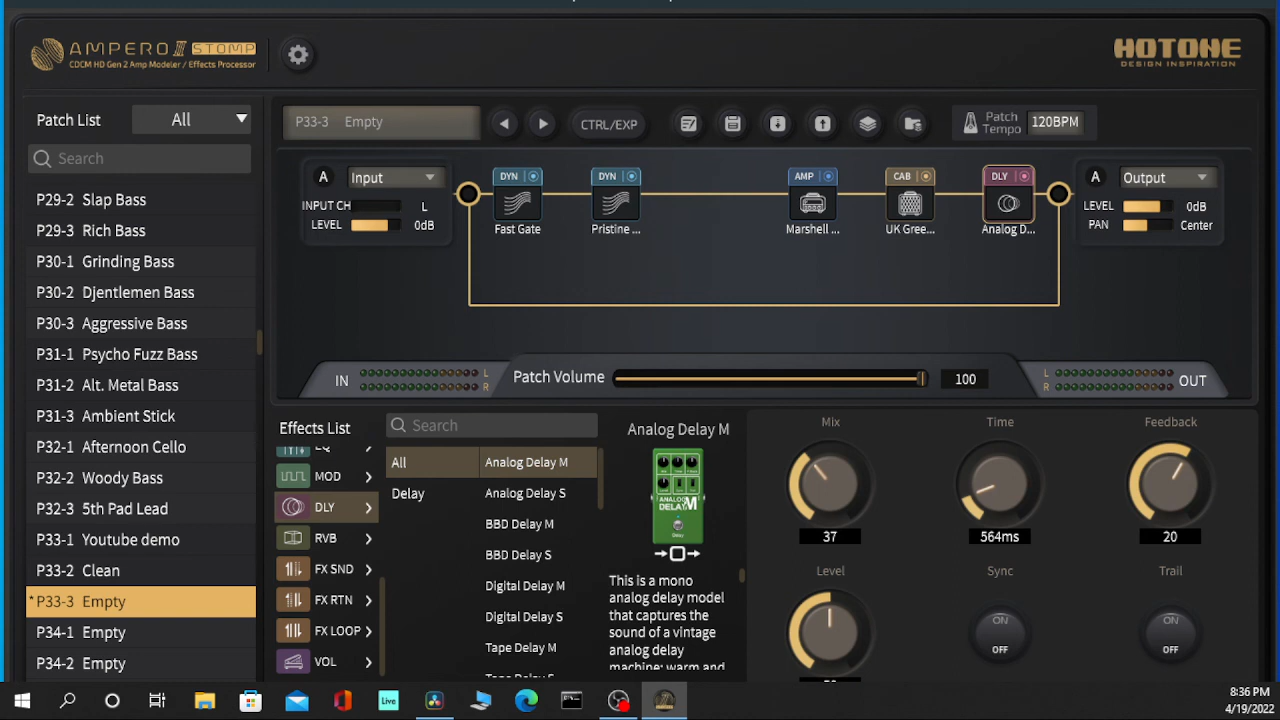 AMPERO II STOMP
CDCM HD Gen 2 Amp Modeler / Effects Processor
HOTONE
DESIGN INSPIRATION
Patch List
All
Search
P29-2 Slap Bass
P29-3 Rich Bass
P30-1 Grinding Bass
P30-2 Djentlemen Bass
P30-3 Aggressive Bass
P31-1 Psycho Fuzz Bass
P31-2 Alt. Metal Bass
P31-3 Ambient Stick
P32-1 Afternoon Cello
P32-2 Woody Bass
P32-3 5th Pad Lead
P33-1 Youtube demo
P33-2 Clean
*P33-3 Empty
P34-1 Empty
P34-2 Empty
P33-3 Empty
CTRL/EXP
Patch
Tempo
120BPM
A Input
INPUT CH L
LEVEL 0dB
DYN
Fast Gate
DYN
Pristine ...
AMP
Marshell ...
CAB
UK Gree...
DLY
Analog D...
A Output
LEVEL 0dB
PAN Center
IN
L
R
Patch Volume
100
L
R
OUT
Effects List
EQ
MOD
DLY
RVB
FX SND
FX RTN
FX LOOP
VOL
Search
All
Delay
Analog Delay M
Analog Delay S
BBD Delay M
BBD Delay S
Digital Delay M
Digital Delay S
Tape Delay M
Analog Delay M
ANALOG
DELAY M
Delay
This is a mono
analog delay model
that captures the
sound of a vintage
analog delay
machine: warm and
Mix
37
Time
564ms
Feedback
20
Level
Sync
ON
OFF
Trail
ON
OFF
Live
8:36 PM
4/19/2022